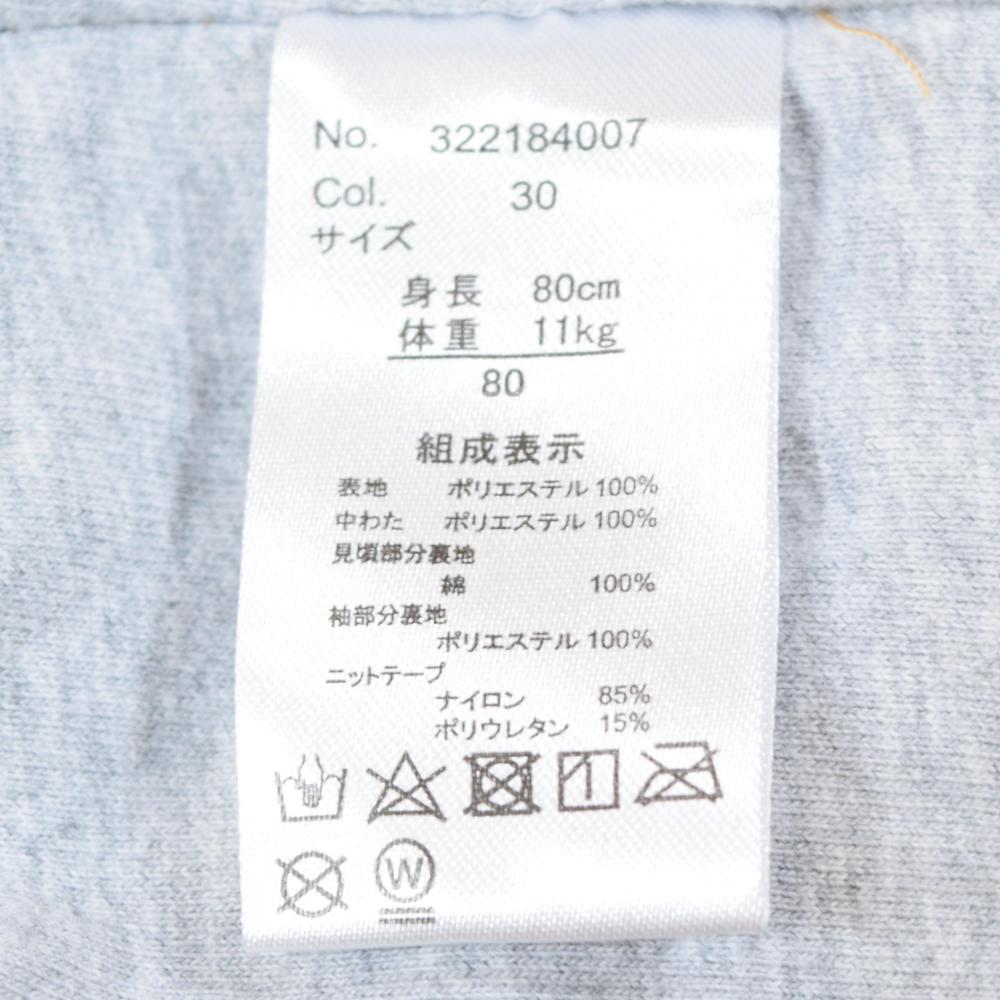 No. 322184007
Col. 30
サイズ
身長 80cm
体重 11kg
80
組成表示
表地 ポリエステル 100%
中わた ポリエステル 100%
見頃部分裏地
綿 100%
袖部分裏地
ポリエステル 100%
ニットテープ
ナイロン 85%
ポリウレタン 15%
W